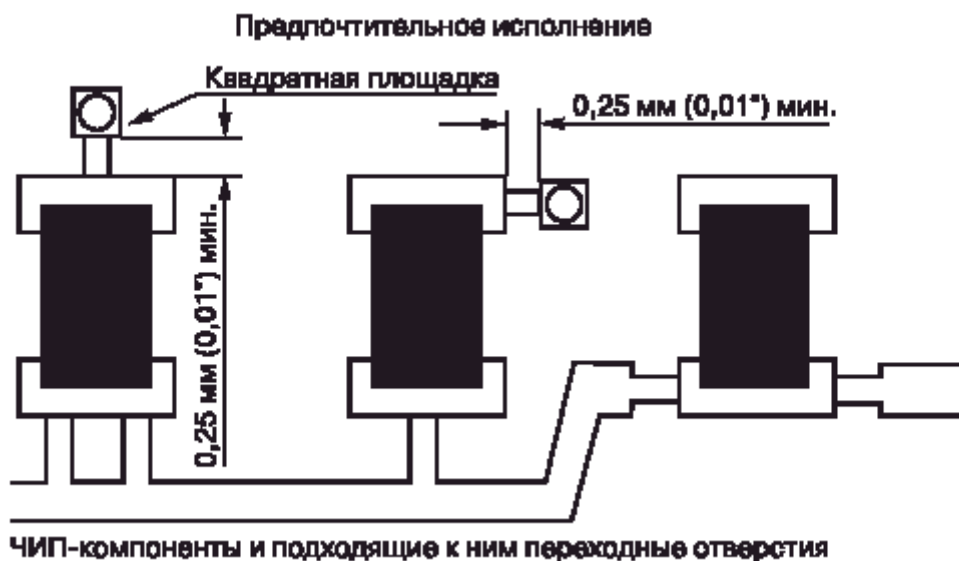 Предпочтительное исполнение
Квадратная площадка
0,25 мм (0,01") мин.
0,25 мм (0,01") мин.
ЧИП-компоненты и подходящие к ним переходные отверстия